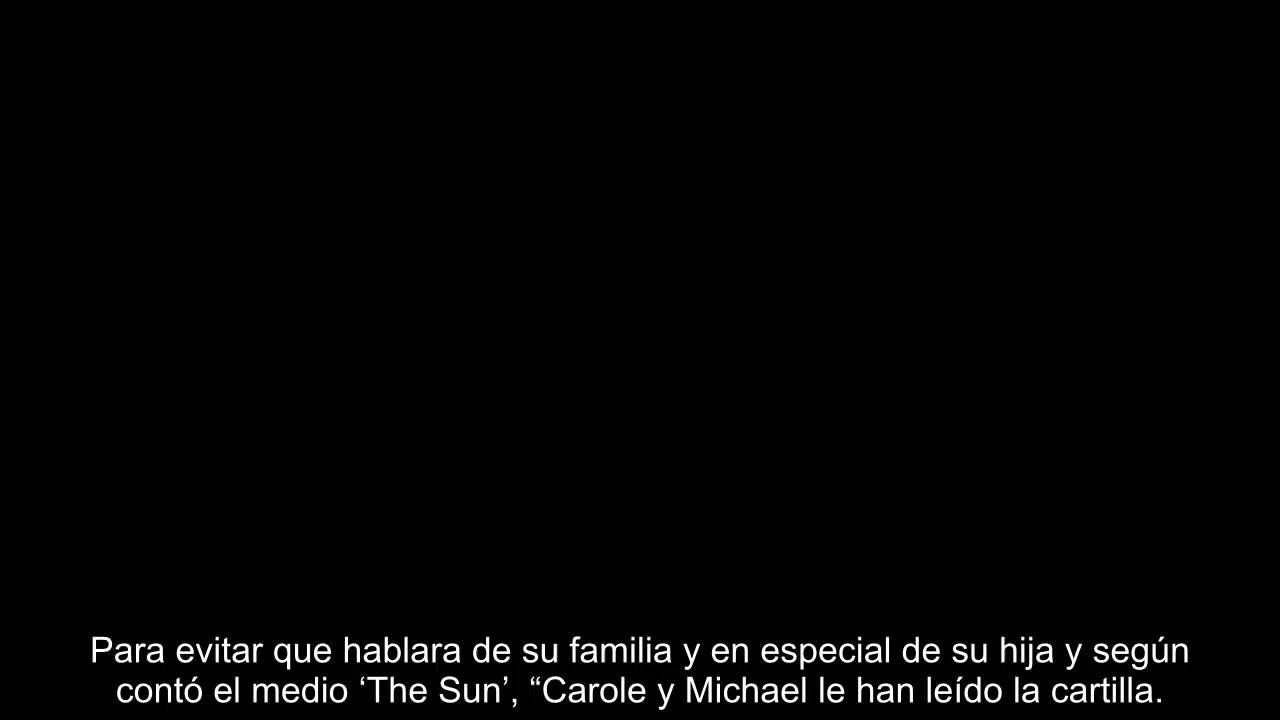 Para evitar que hablara de su familia y en especial de su hija y según
contó el medio ‘The Sun’, “Carole y Michael le han leído la cartilla.